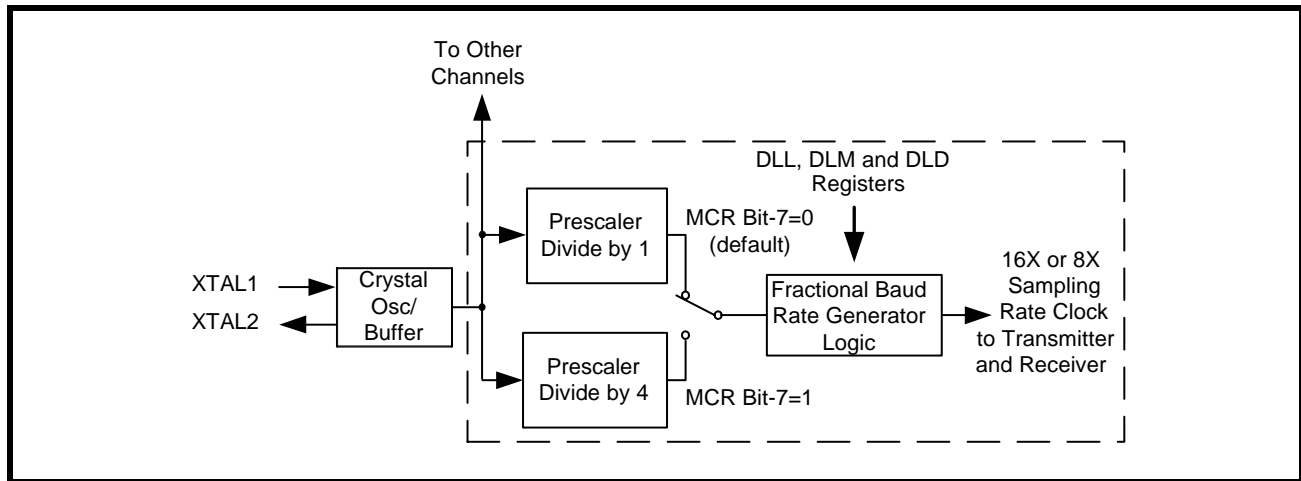 To Other
Channels
DLL, DLM and DLD
Registers
Prescaler
Divide by 1
MCR Bit-7=0
(default)
XTAL1
XTAL2
Crystal
Osc/
Buffer
Fractional Baud
Rate Generator
Logic
16X or 8X
Sampling
Rate Clock
to Transmitter
and Receiver
Prescaler
Divide by 4
MCR Bit-7=1